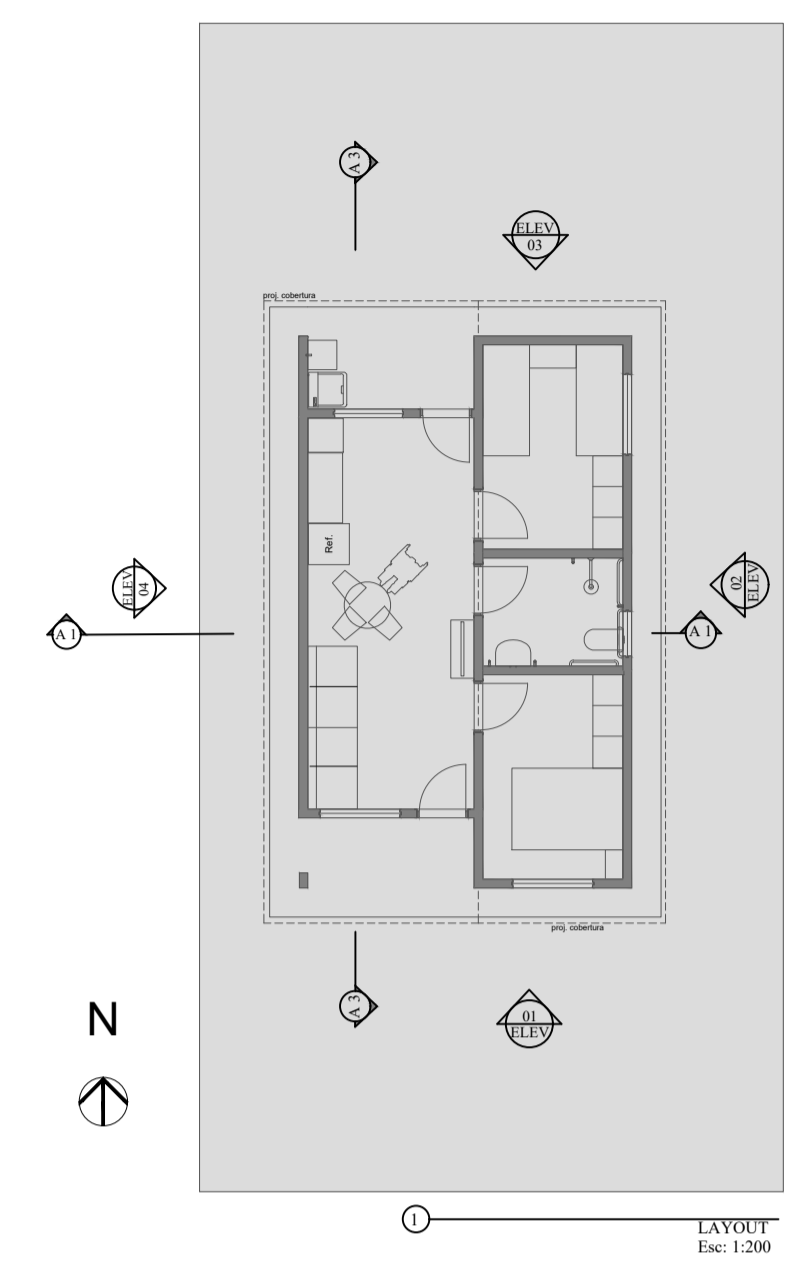 A 3
ELEV
03
proj. cobertura
Ref.
ELEV
04
02
ELEV
A 1
A 1
proj. cobertura
A 3
01
ELEV
N
1
LAYOUT
Esc: 1:200